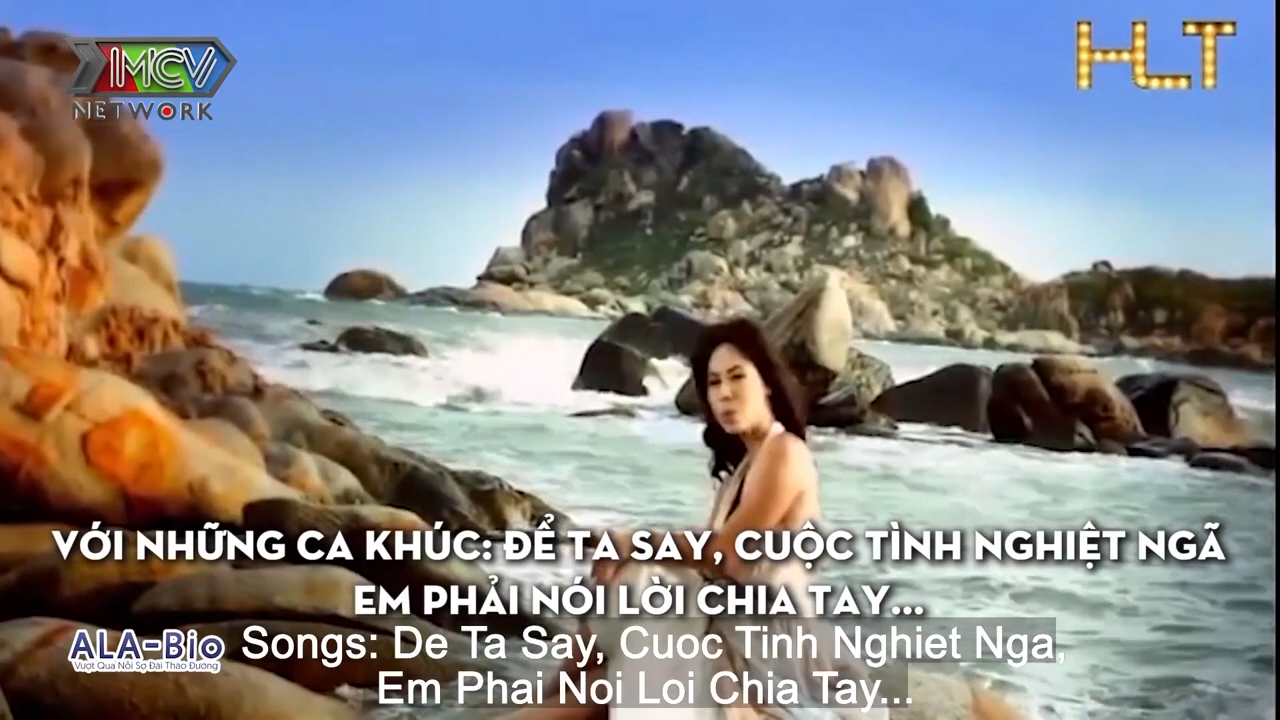 MCV
NETWORK
HLT
VỚI NHỮNG CA KHÚC: ĐỂ TA SAY, CUỘC TÌNH NGHIỆT NGÃ
EM PHẢI NÓI LỜI CHIA TAY...
ALA-Bio
Vượt Qua Nỗi Sợ Đái Tháo Đường
Songs: De Ta Say, Cuoc Tinh Nghiet Nga,
Em Phai Noi Loi Chia Tay...